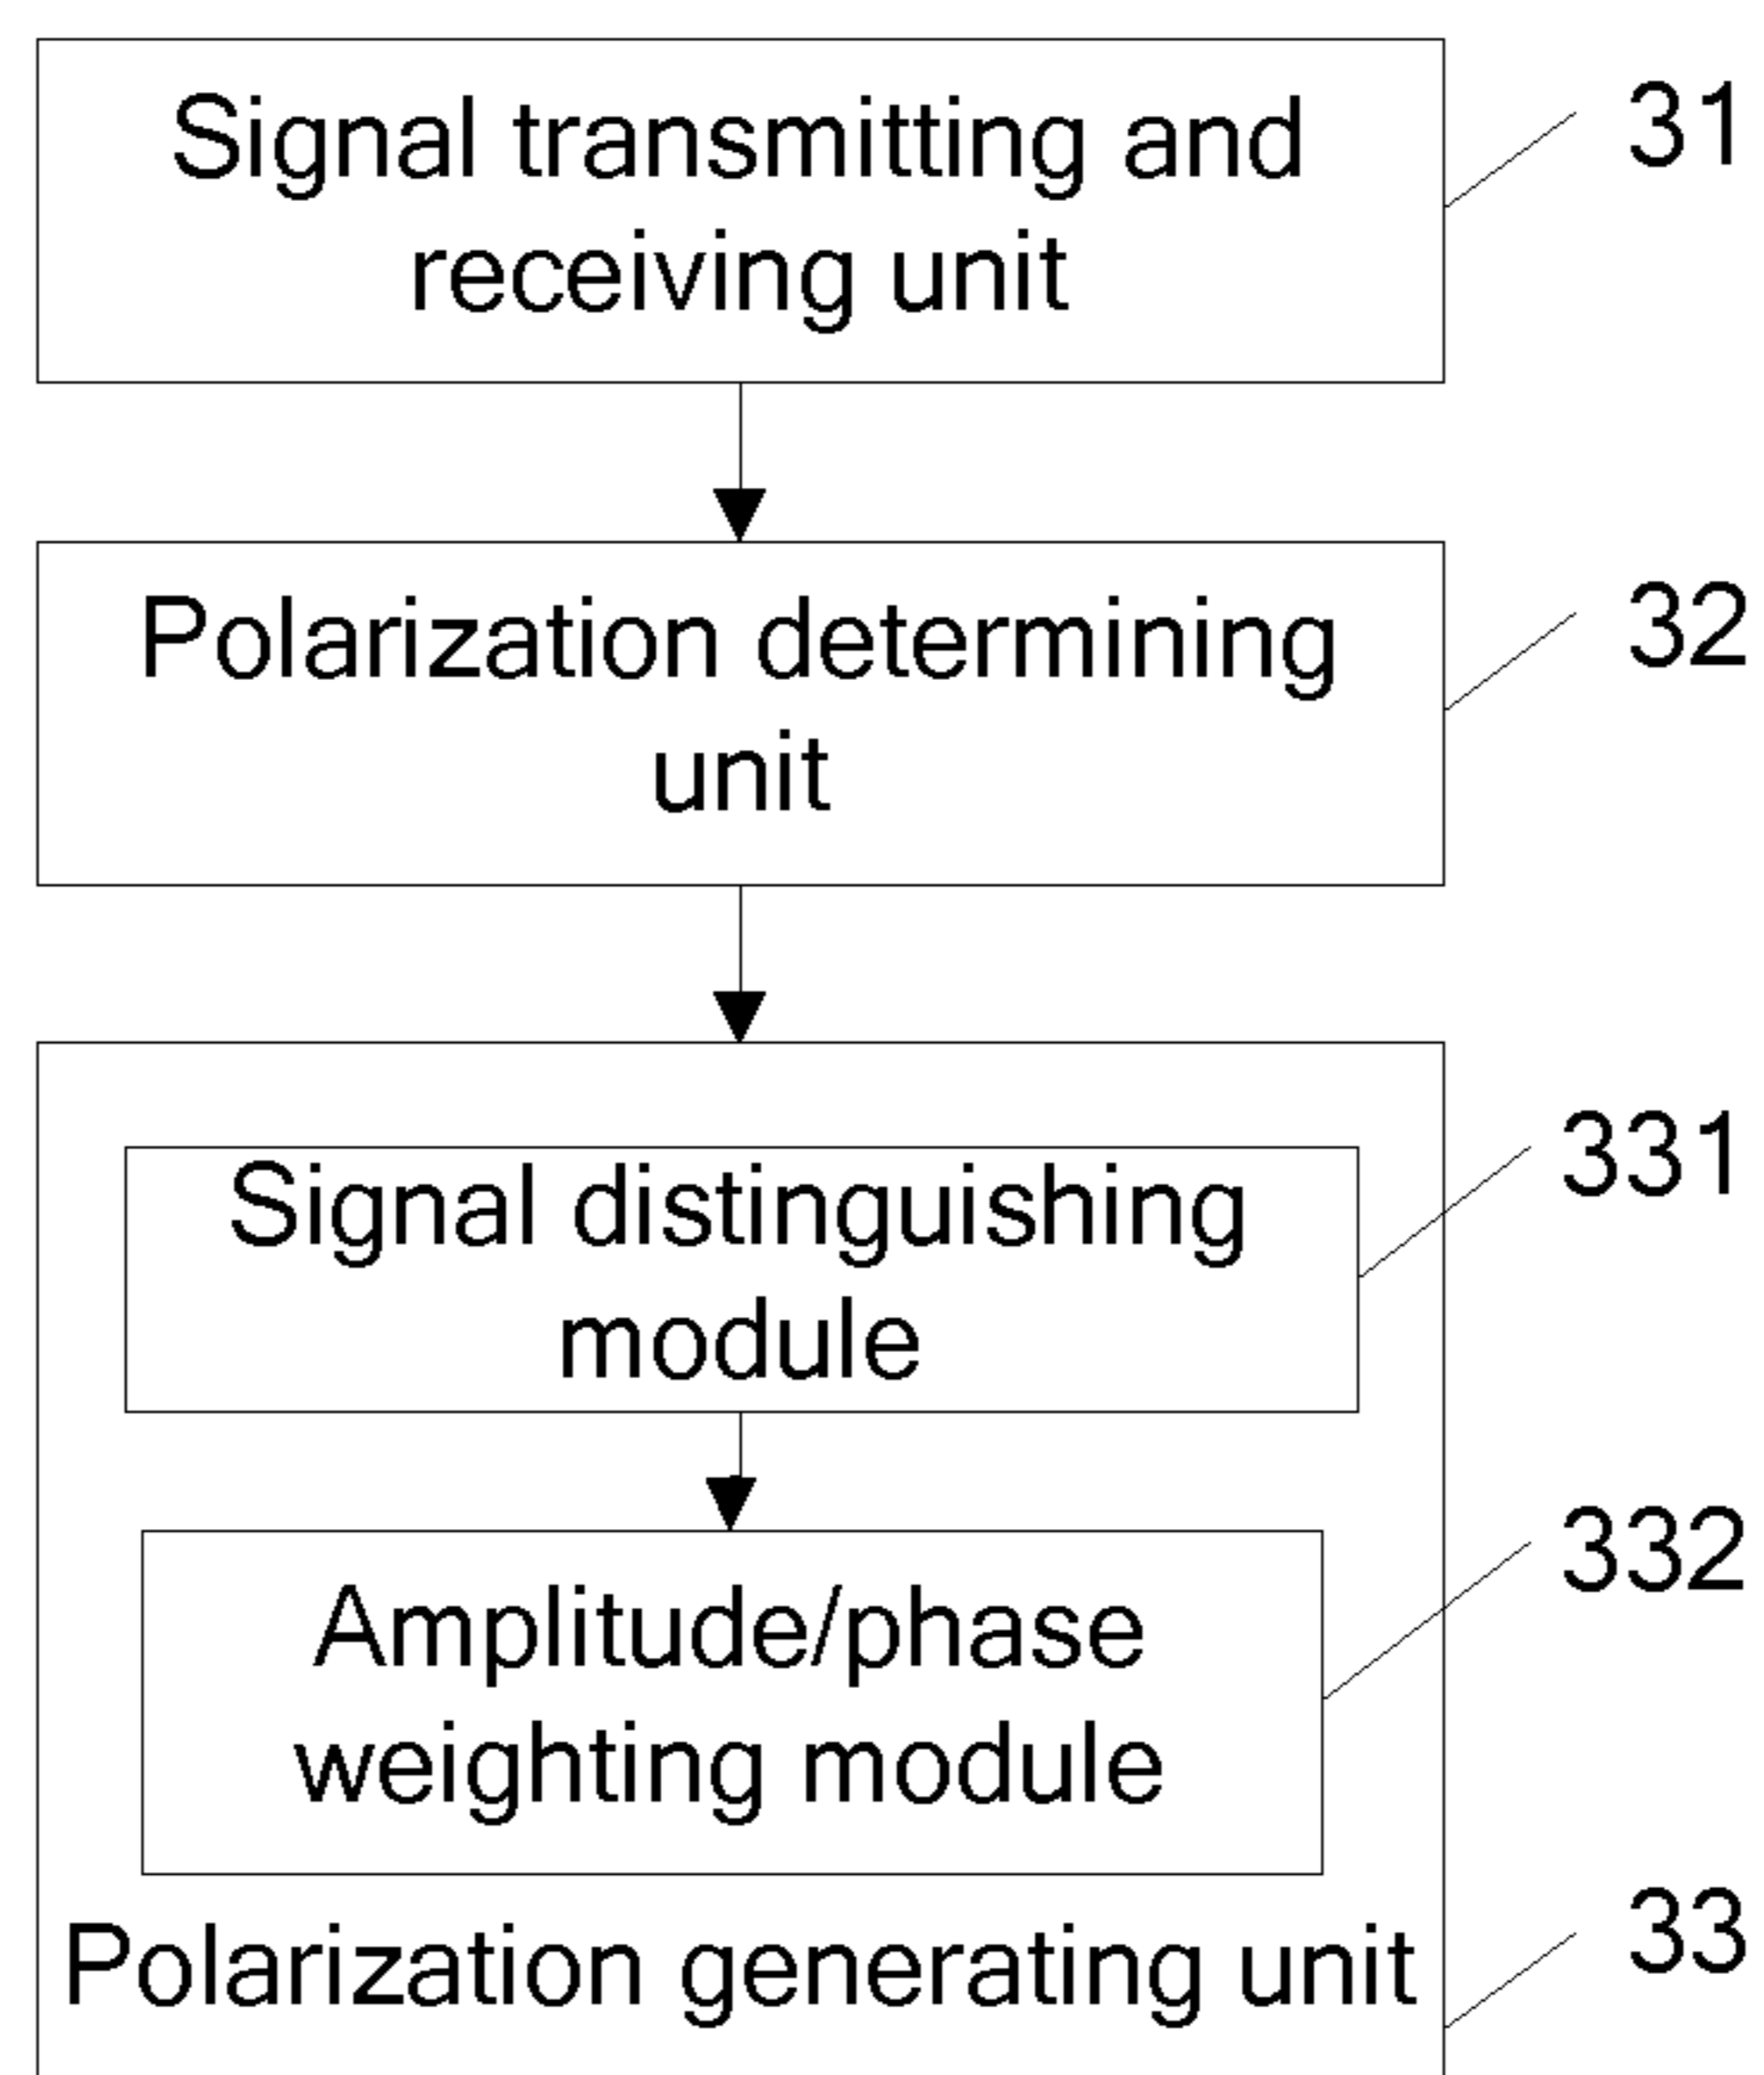 Signal transmitting and
receiving unit
31
Polarization determining
unit
32
Signal distinguishing
module
331
Amplitude/phase
weighting module
332
Polarization generating unit
33